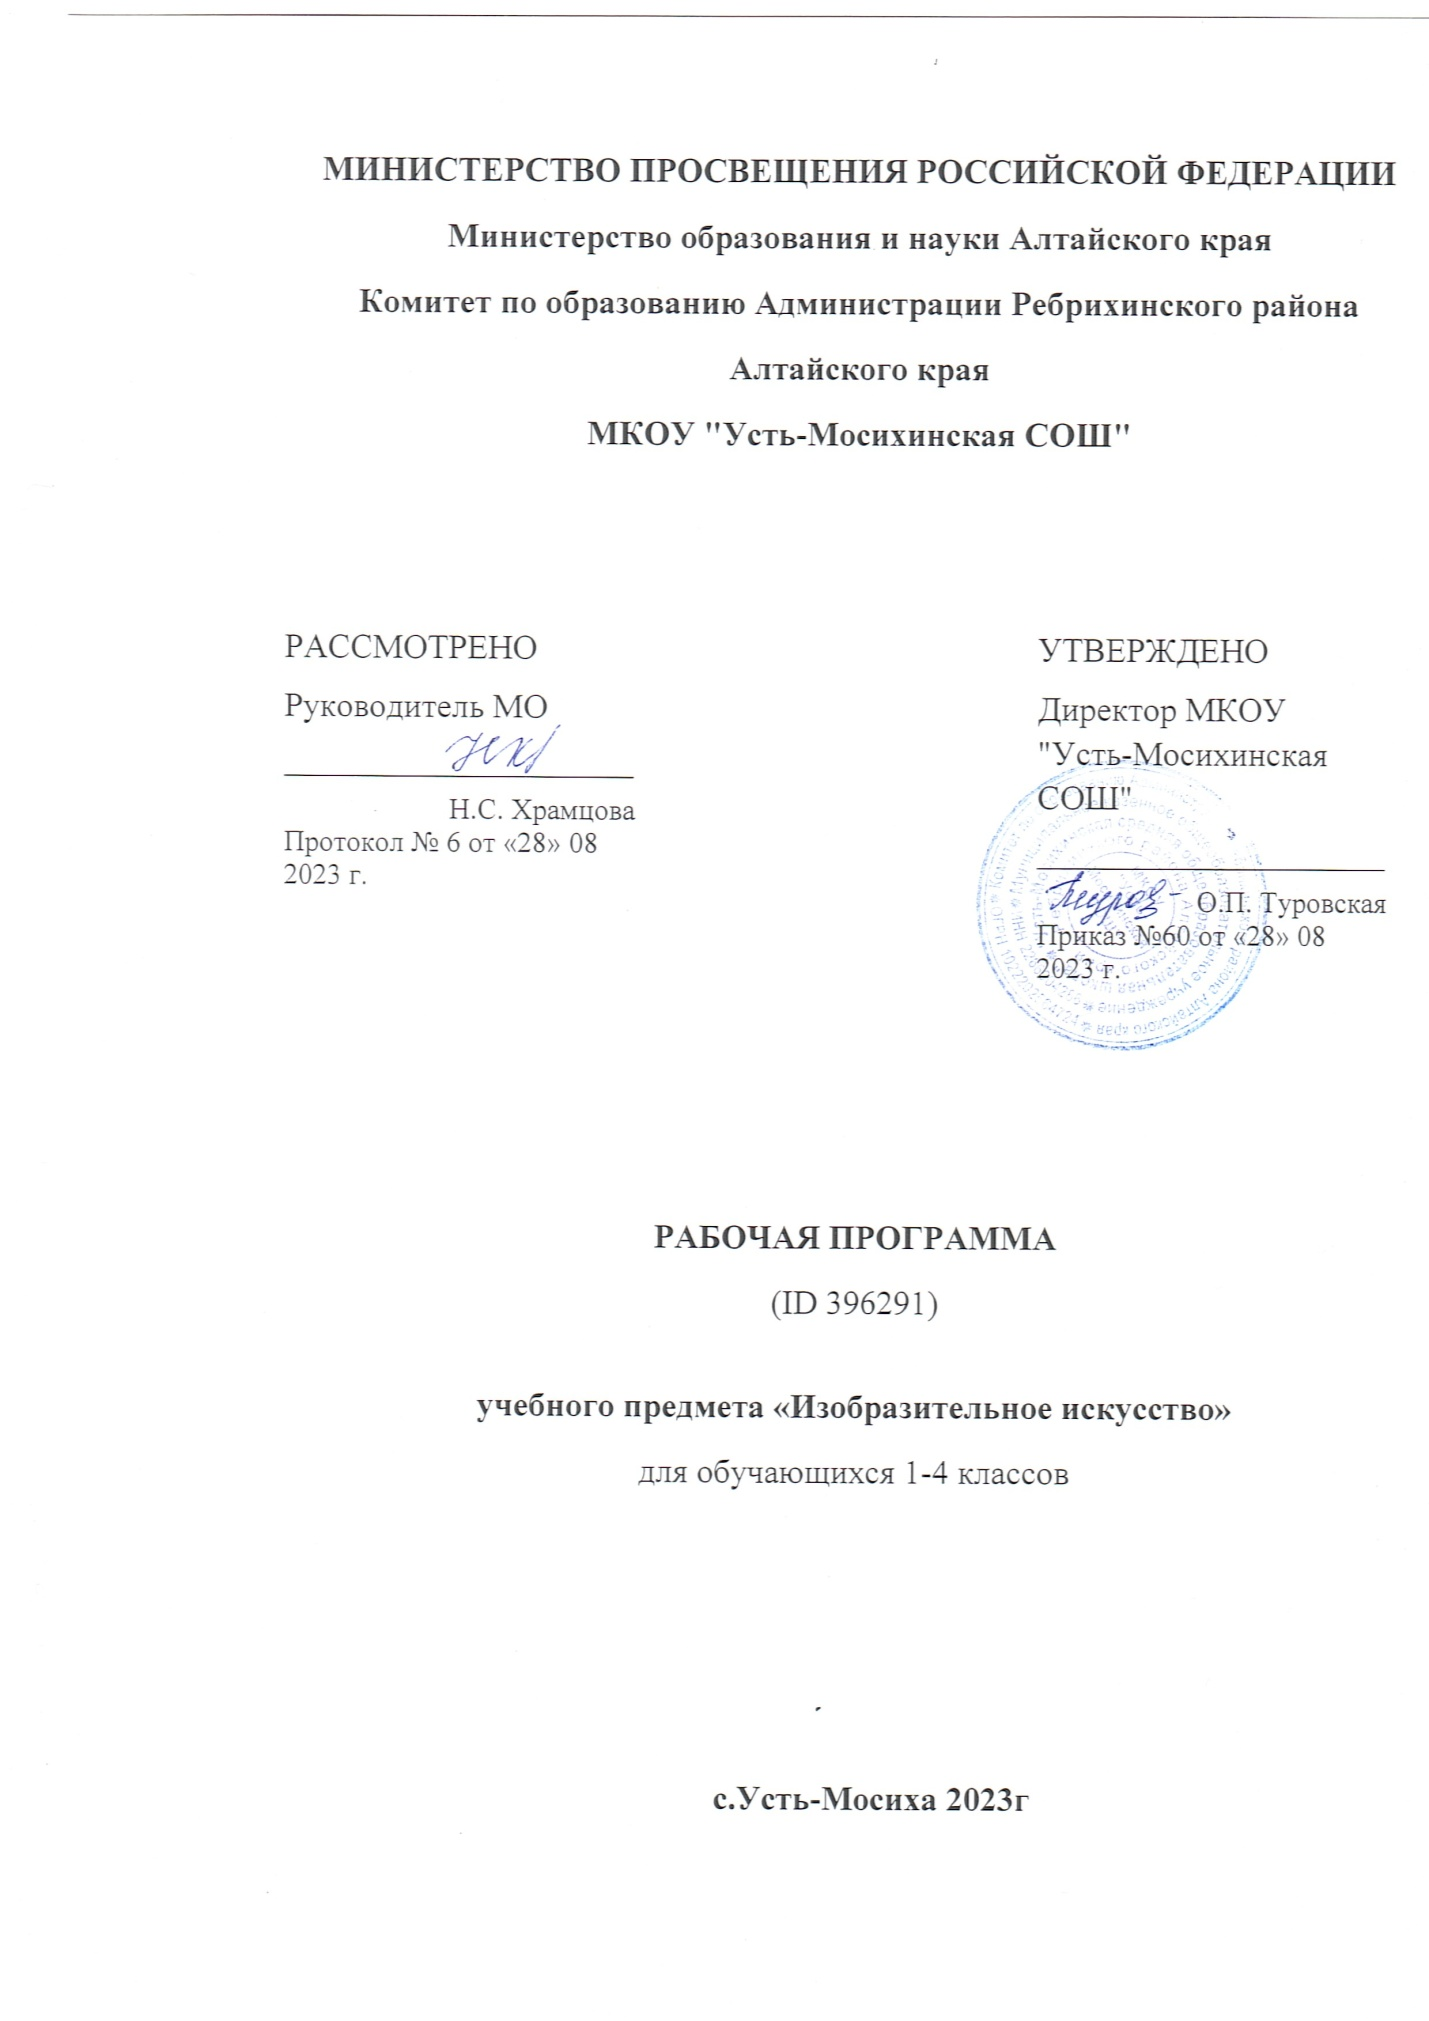 МИНИСТЕРСТВО ПРОСВЕЩЕНИЯ РОССИЙСКОЙ ФЕДЕРАЦИИ
Министерство образования и науки Алтайского края
Комитет по образованию Администрации Ребрихинского района
Алтайского края
МКОУ "Усть-Мосихинская СОШ"
РАССМОТРЕНО
Руководитель МО
Н.С. Храмцова
Протокол № 6 от «28» 08
2023 г.
УТВЕРЖДЕНО
Директор МКОУ
"Усть-Мосихинская
СОШ"
О.П. Туровская
Приказ №60 от «28» 08
2023 г.
РАБОЧАЯ ПРОГРАММА
(ID 396291)
учебного предмета «Изобразительное искусство»
для обучающихся 1-4 классов
с.Усть-Мосиха 2023г